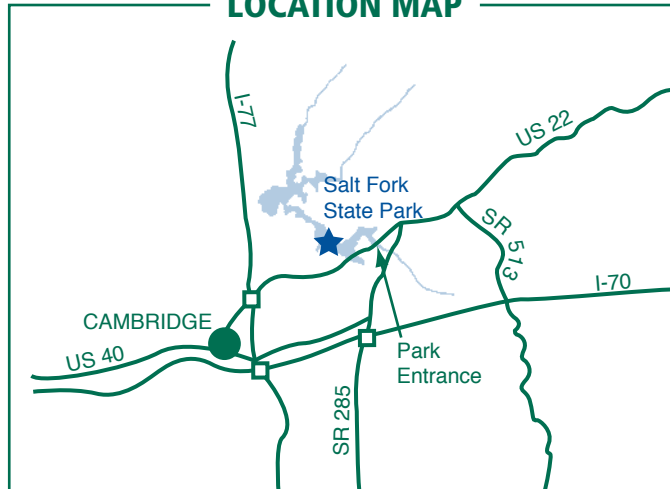 LOCATION MAP
I-77
US 22
Salt Fork
State Park
SR 513
I-70
CAMBRIDGE
US 40
Park
Entrance
SR 285